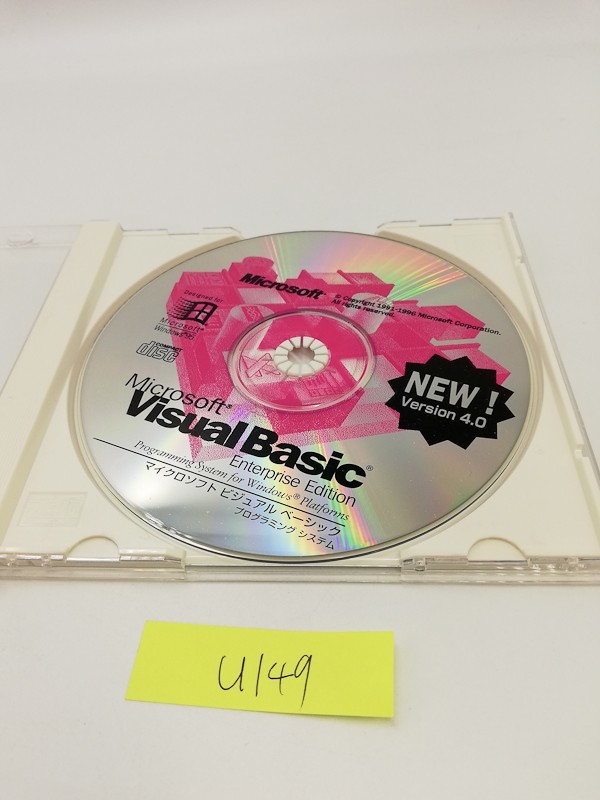 Microsoft
© Copyright 1991-1996 Microsoft Corporation.
All rights reserved.
Designed for
Microsoft®
Windows®95
COMPACT
disc
NEW!
Version 4.0
Microsoft®
Visual Basic®
Enterprise Edition
Programming System for Windows® Platforms
マイクロソフト ビジュアル ベーシック
プログラミング システム
U149